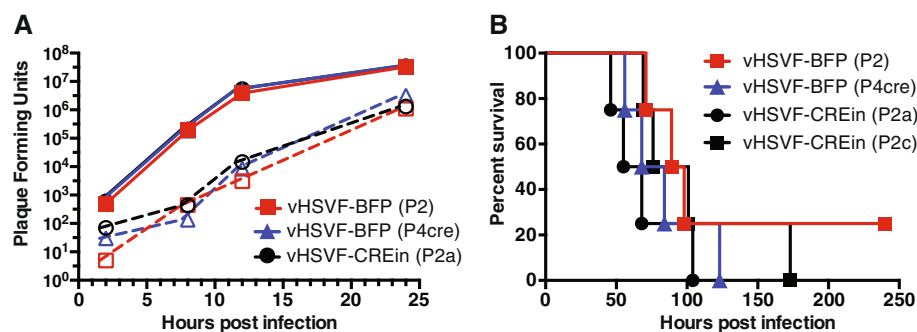 A
Plaque Forming Units
10⁸
10⁷
10⁶
10⁵
10⁴
10³
10²
10¹
10⁰
0 5 10 15 20 25
Hours post infection
vHSVF-BFP (P2)
vHSVF-BFP (P4cre)
vHSVF-CREin (P2a)
B
Percent survival
100
80
60
40
20
0
0 50 100 150 200 250
Hours post infection
vHSVF-BFP (P2)
vHSVF-BFP (P4cre)
vHSVF-CREin (P2a)
vHSVF-CREin (P2c)